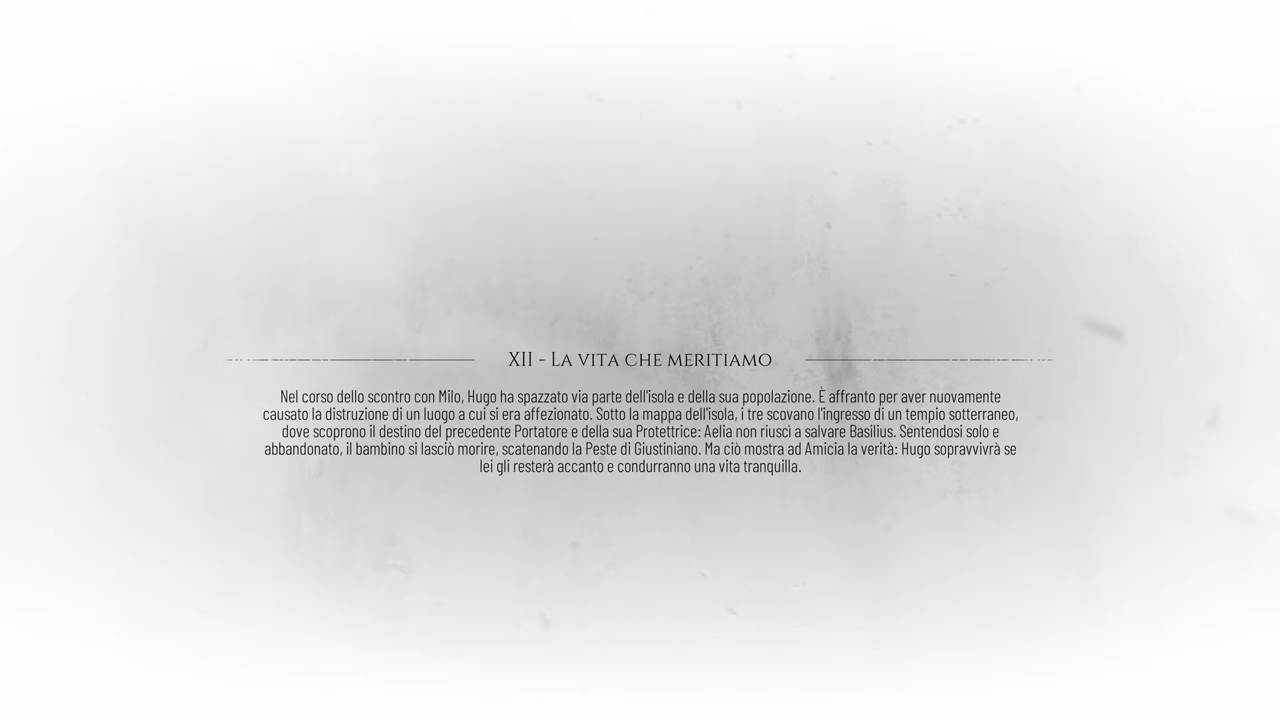 XII - La vita che meritiamo
Nel corso dello scontro con Milo, Hugo ha spazzato via parte dell'isola e della sua popolazione. È affranto per aver nuovamente
causato la distruzione di un luogo a cui si era affezionato. Sotto la mappa dell'isola, i tre scovano l'ingresso di un tempio sotterraneo,
dove scoprono il destino del precedente Portatore e della sua Protettrice: Aelia non riuscì a salvare Basilius. Sentendosi solo e
abbandonato, il bambino si lasciò morire, scatenando la Peste di Giustiniano. Ma ciò mostra ad Amicia la verità: Hugo sopravvivrà se
lei gli resterà accanto e condurranno una vita tranquilla.